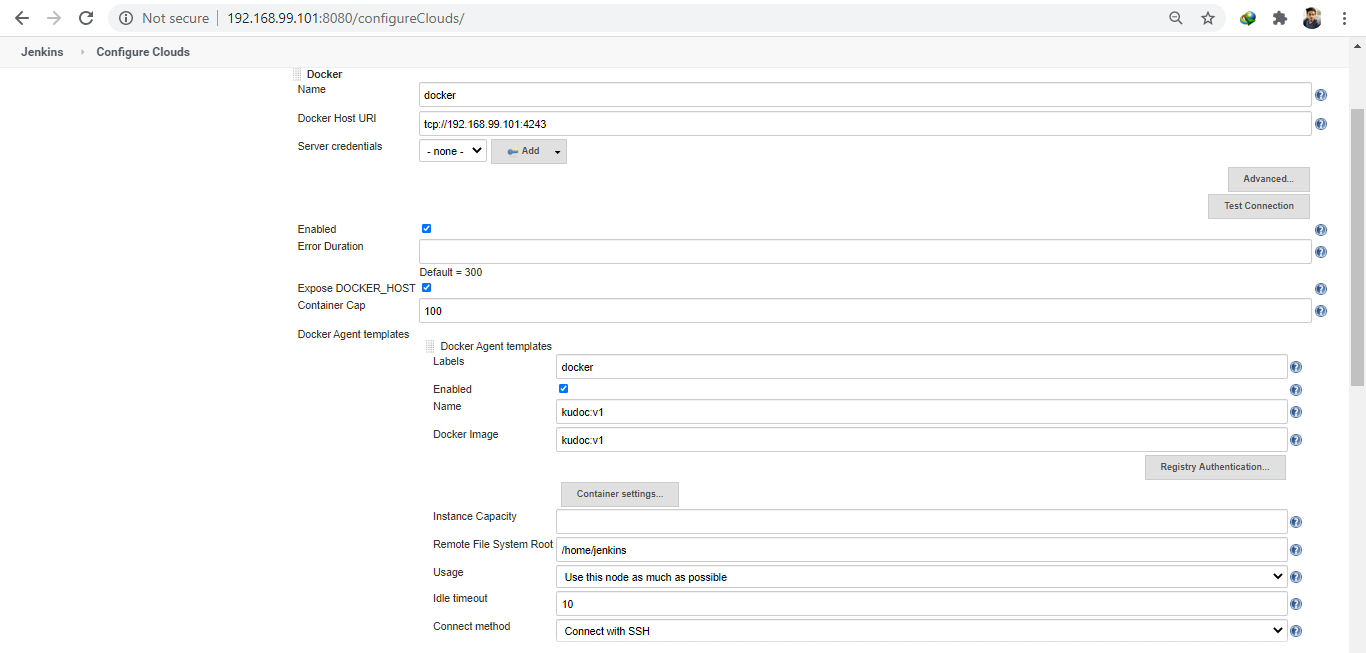 Not secure
192.168.99.101:8080/configureClouds/
Jenkins
Configure Clouds
Docker
Name
docker
Docker Host URI
tcp://192.168.99.101:4243
Server credentials
- none -
Add
Advanced...
Test Connection
Enabled
Error Duration
Default = 300
Expose DOCKER_HOST
Container Cap
100
Docker Agent templates
Docker Agent templates
Labels
docker
Enabled
Name
kudoc:v1
Docker Image
kudoc:v1
Registry Authentication...
Container settings...
Instance Capacity
Remote File System Root
/home/jenkins
Usage
Use this node as much as possible
Idle timeout
10
Connect method
Connect with SSH